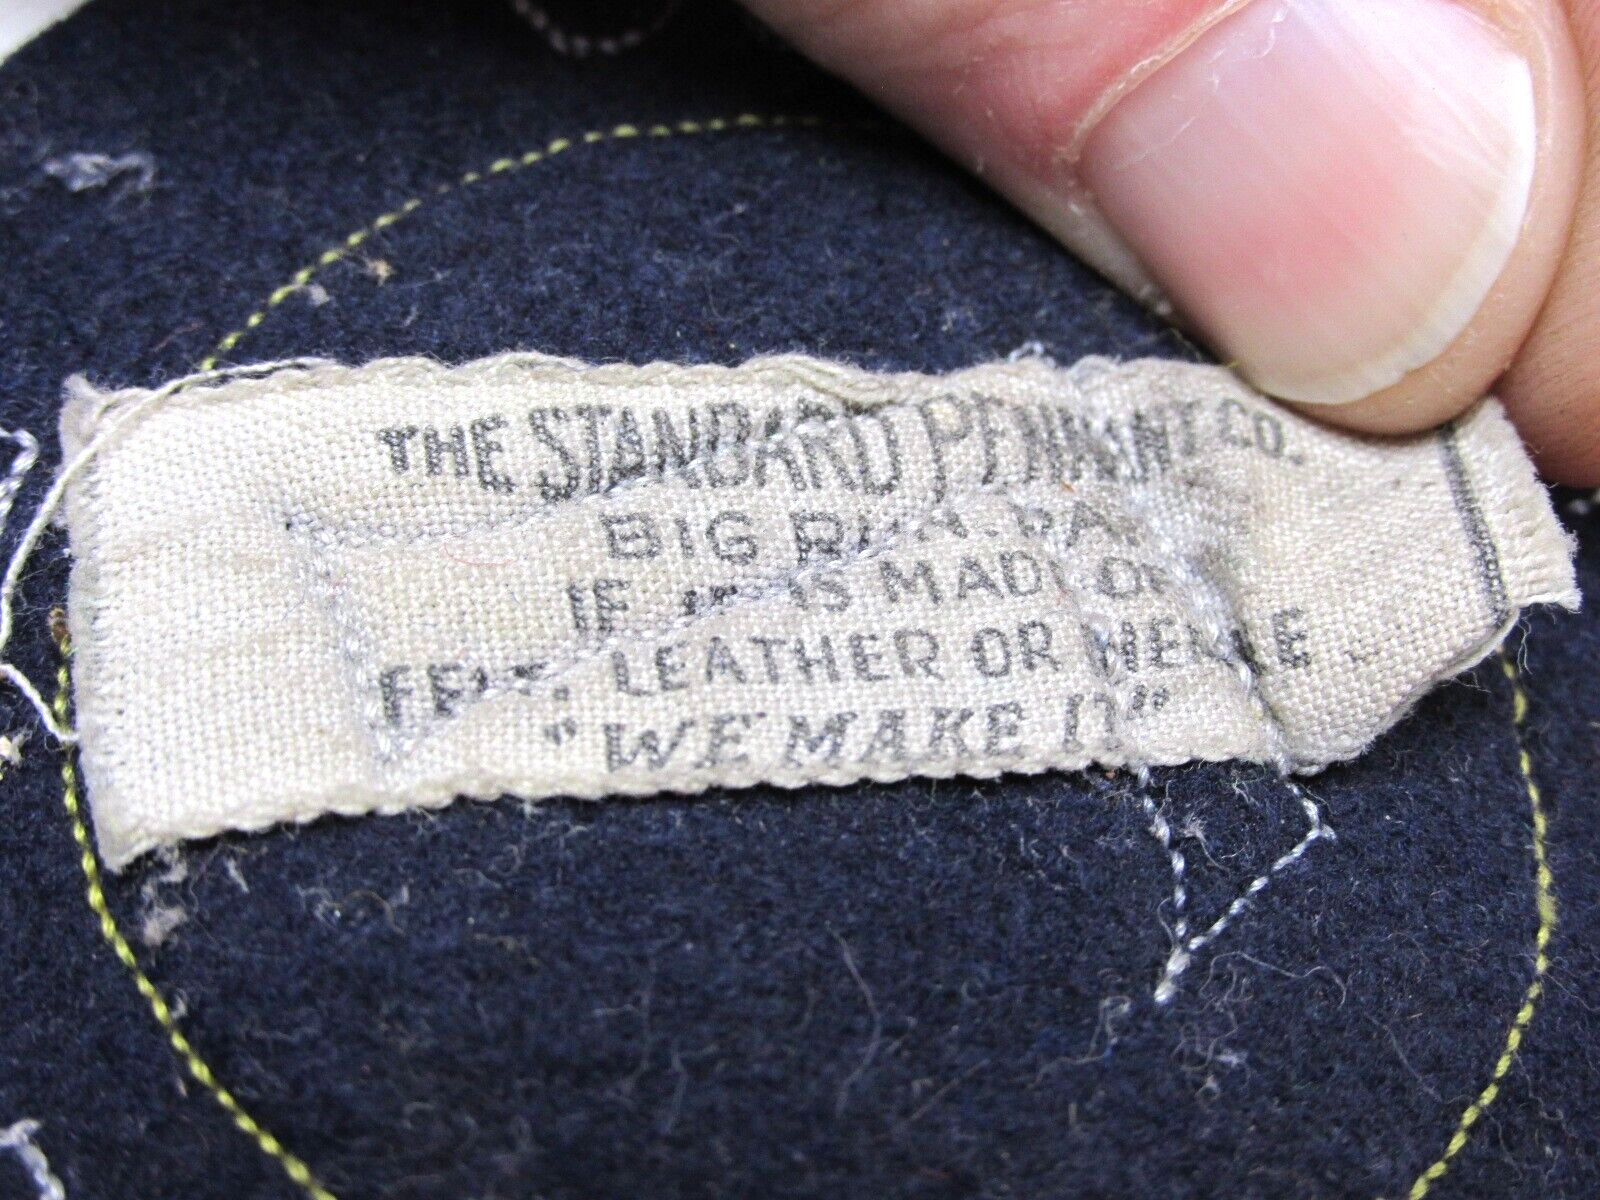 THE STANDARD PENNANT CO.
BIG RUN, PA.
IF IT IS MADE OF
FELT, LEATHER OR
"WE MAKE IT"